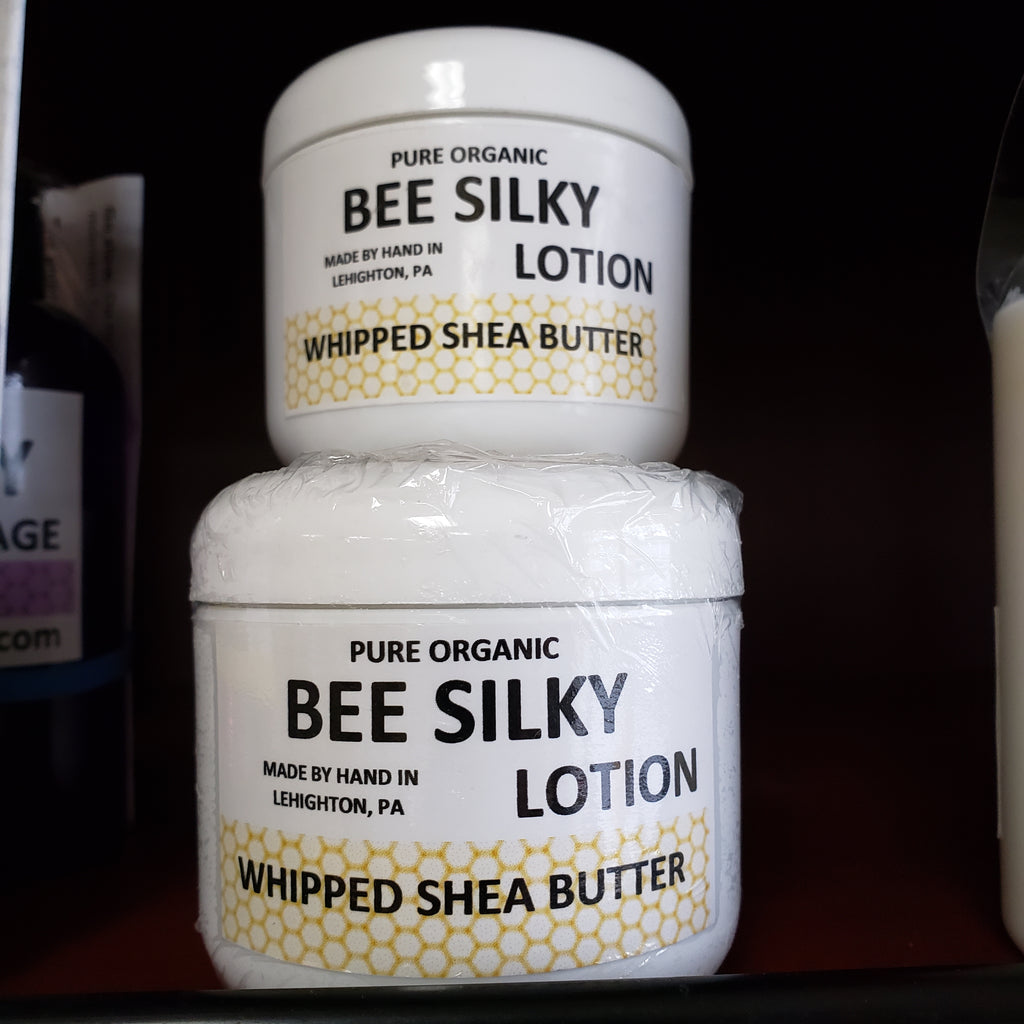 PURE ORGANIC
BEE SILKY
LOTION
MADE BY HAND IN
LEHIGHTON, PA
WHIPPED SHEA BUTTER
PURE ORGANIC
BEE SILKY
LOTION
MADE BY HAND IN
LEHIGHTON, PA
WHIPPED SHEA BUTTER
Y
AGE
.com